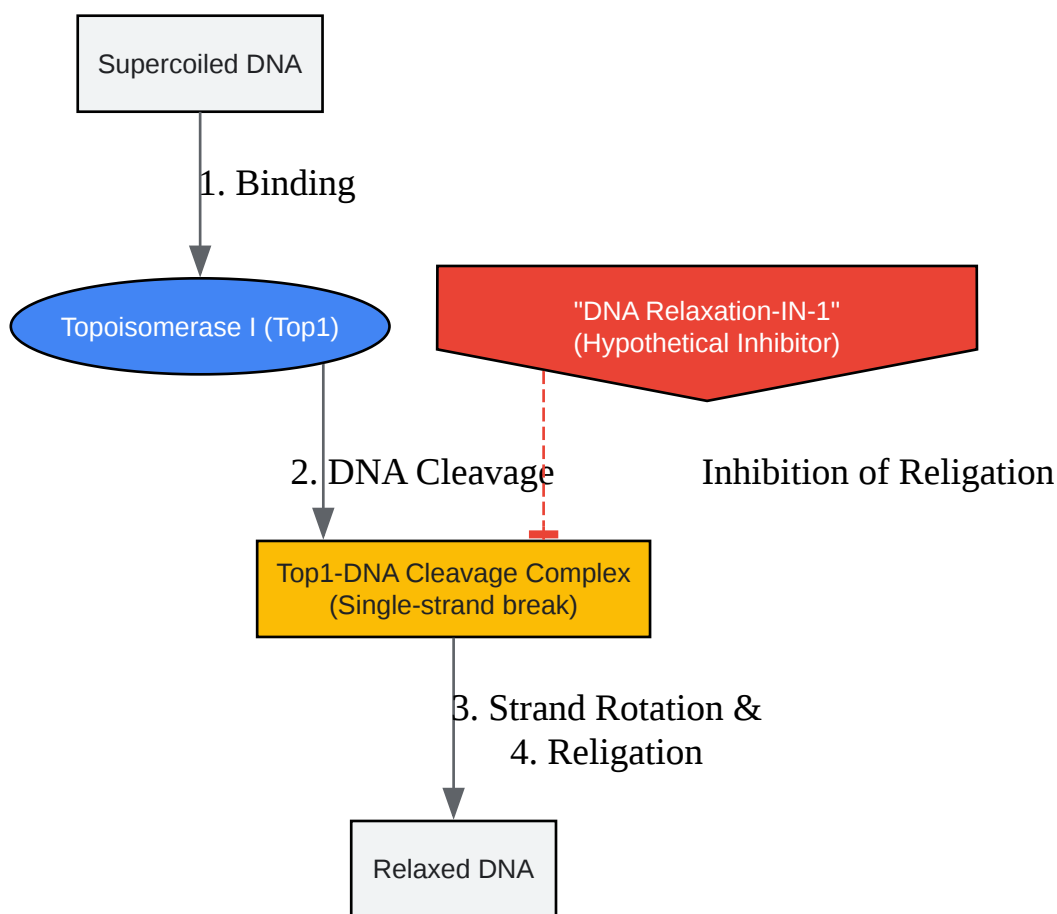 Supercoiled DNA
1. Binding
Topoisomerase I (Top1)
"DNA Relaxation-IN-1"
(Hypothetical Inhibitor)
2. DNA Cleavage
Inhibition of Religation
Top1-DNA Cleavage Complex
(Single-strand break)
3. Strand Rotation &
4. Religation
Relaxed DNA